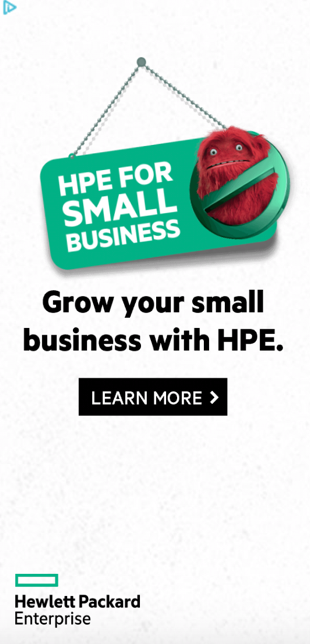 HPE FOR
SMALL
BUSINESS
Grow your small
business with HPE.
LEARN MORE
Hewlett Packard
Enterprise